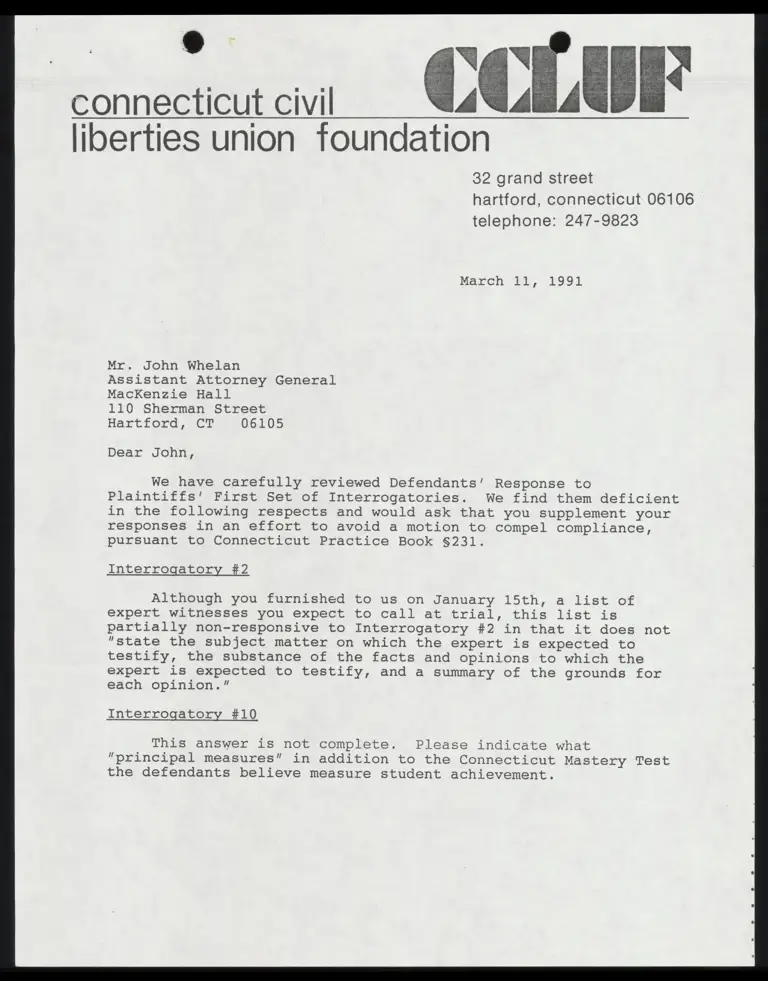 CCLUF
connecticut civil
liberties union foundation
32 grand street
hartford, connecticut 06106
telephone: 247-9823
March 11, 1991
Mr. John Whelan
Assistant Attorney General
MacKenzie Hall
110 Sherman Street
Hartford, CT 06105
Dear John,
We have carefully reviewed Defendants' Response to
Plaintiffs' First Set of Interrogatories. We find them deficient
in the following respects and would ask that you supplement your
responses in an effort to avoid a motion to compel compliance,
pursuant to Connecticut Practice Book §231.
Interrogatory #2
Although you furnished to us on January 15th, a list of
expert witnesses you expect to call at trial, this list is
partially non-responsive to Interrogatory #2 in that it does not
"state the subject matter on which the expert is expected to
testify, the substance of the facts and opinions to which the
expert is expected to testify, and a summary of the grounds for
each opinion."
Interrogatory #10
This answer is not complete. Please indicate what
"principal measures" in addition to the Connecticut Mastery Test
the defendants believe measure student achievement.